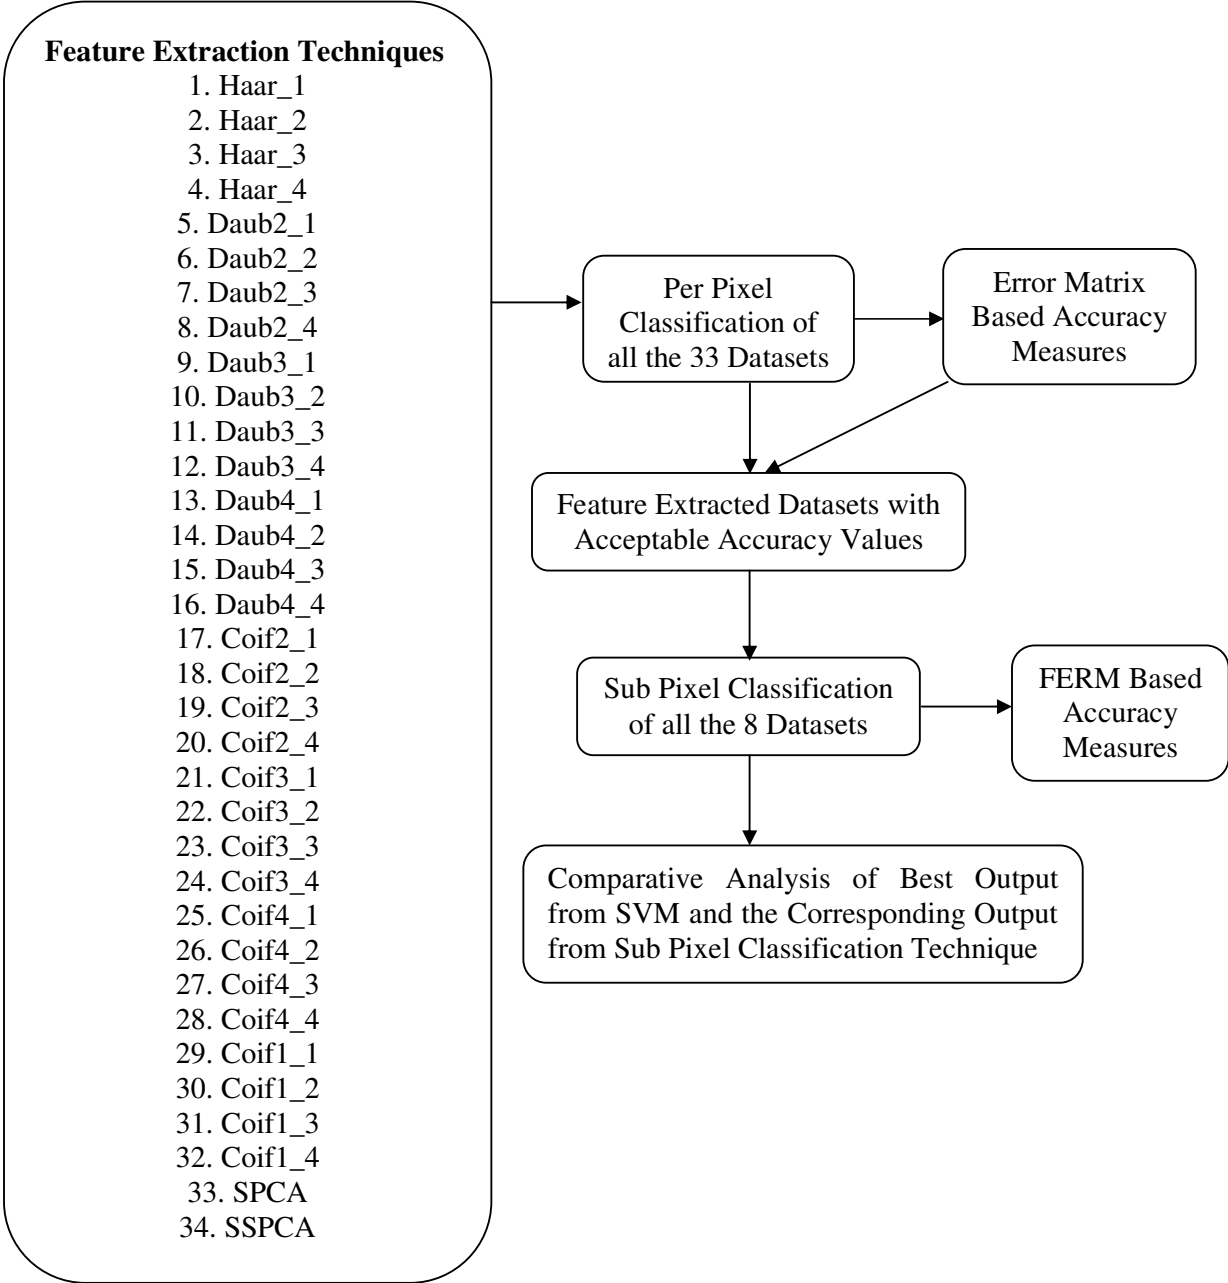 Feature Extraction Techniques
1. Haar_1
2. Haar_2
3. Haar_3
4. Haar_4
5. Daub2_1
6. Daub2_2
7. Daub2_3
8. Daub2_4
9. Daub3_1
10. Daub3_2
11. Daub3_3
12. Daub3_4
13. Daub4_1
14. Daub4_2
15. Daub4_3
16. Daub4_4
17. Coif2_1
18. Coif2_2
19. Coif2_3
20. Coif2_4
21. Coif3_1
22. Coif3_2
23. Coif3_3
24. Coif3_4
25. Coif4_1
26. Coif4_2
27. Coif4_3
28. Coif4_4
29. Coif1_1
30. Coif1_2
31. Coif1_3
32. Coif1_4
33. SPCA
34. SSPCA
Per Pixel
Classification of
all the 33 Datasets
Error Matrix
Based Accuracy
Measures
Feature Extracted Datasets with
Acceptable Accuracy Values
Sub Pixel Classification
of all the 8 Datasets
FERM Based
Accuracy
Measures
Comparative Analysis of Best Output
from SVM and the Corresponding Output
from Sub Pixel Classification Technique